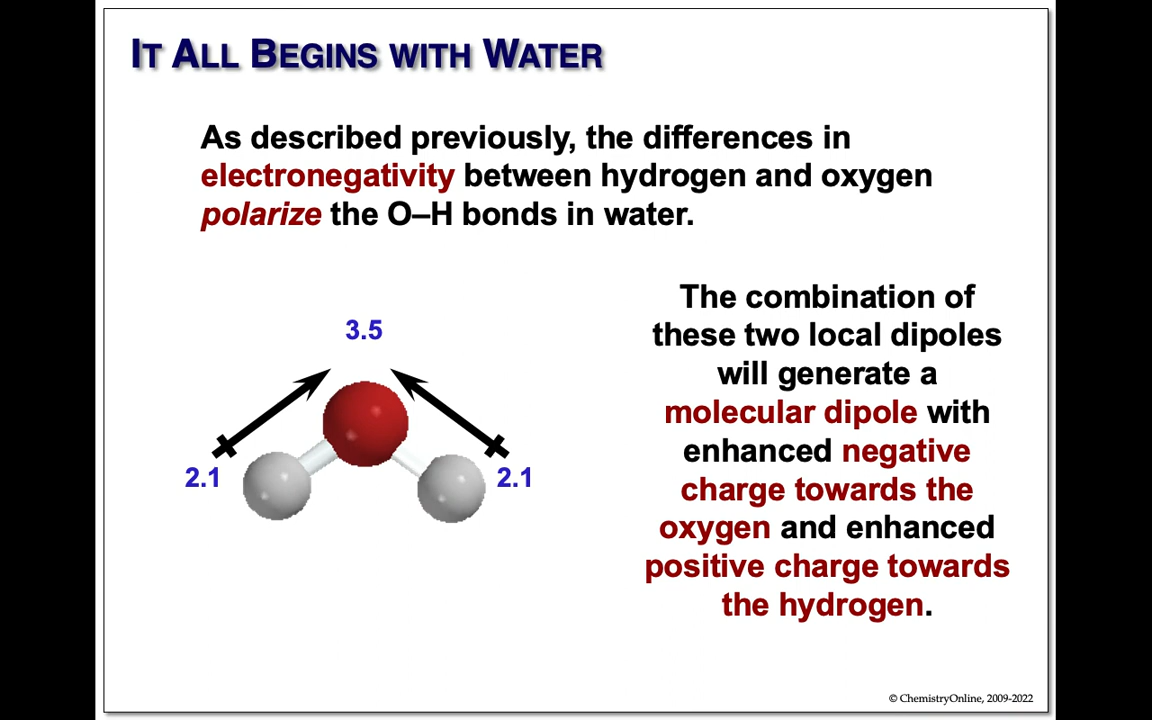 IT ALL BEGINS WITH WATER
As described previously, the differences in
electronegativity between hydrogen and oxygen
polarize the O–H bonds in water.
3.5
2.1
2.1
The combination of
these two local dipoles
will generate a
molecular dipole with
enhanced negative
charge towards the
oxygen and enhanced
positive charge towards
the hydrogen.
© ChemistryOnline, 2009-2022